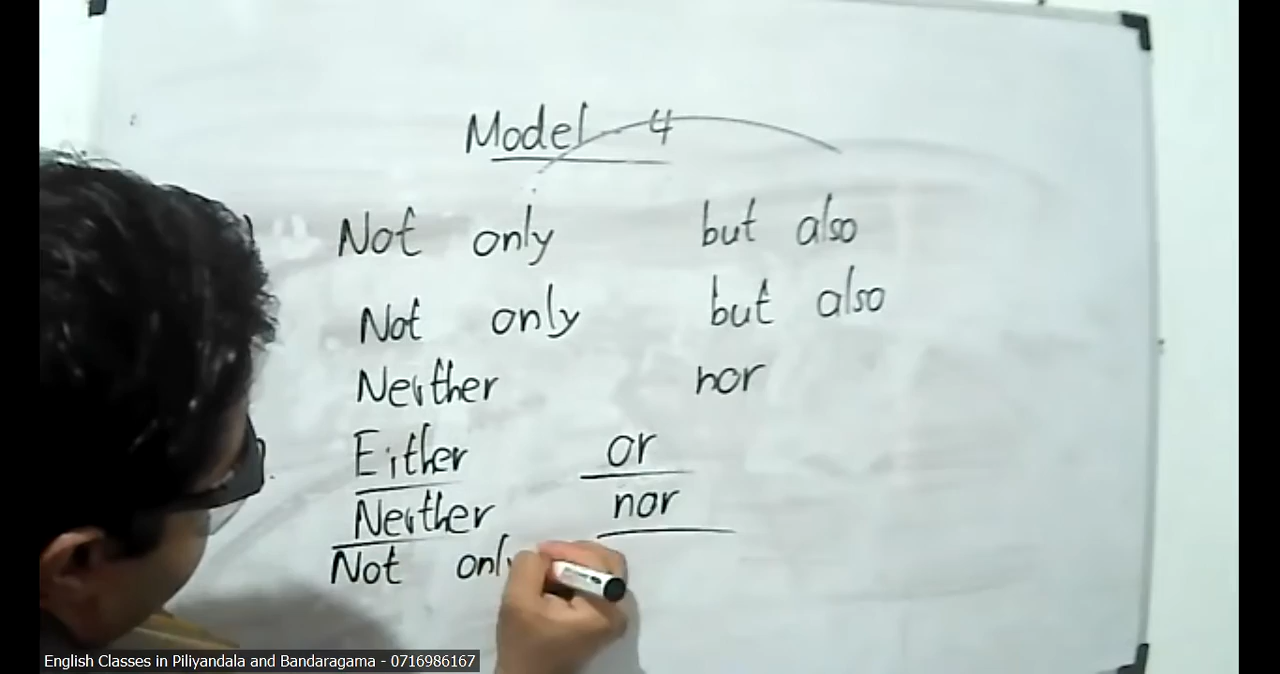 Model 4
Not only but also
Not only but also
Neither nor
Either or
Neither nor
Not only
English Classes in Piliyandala and Bandaragama - 0716986167